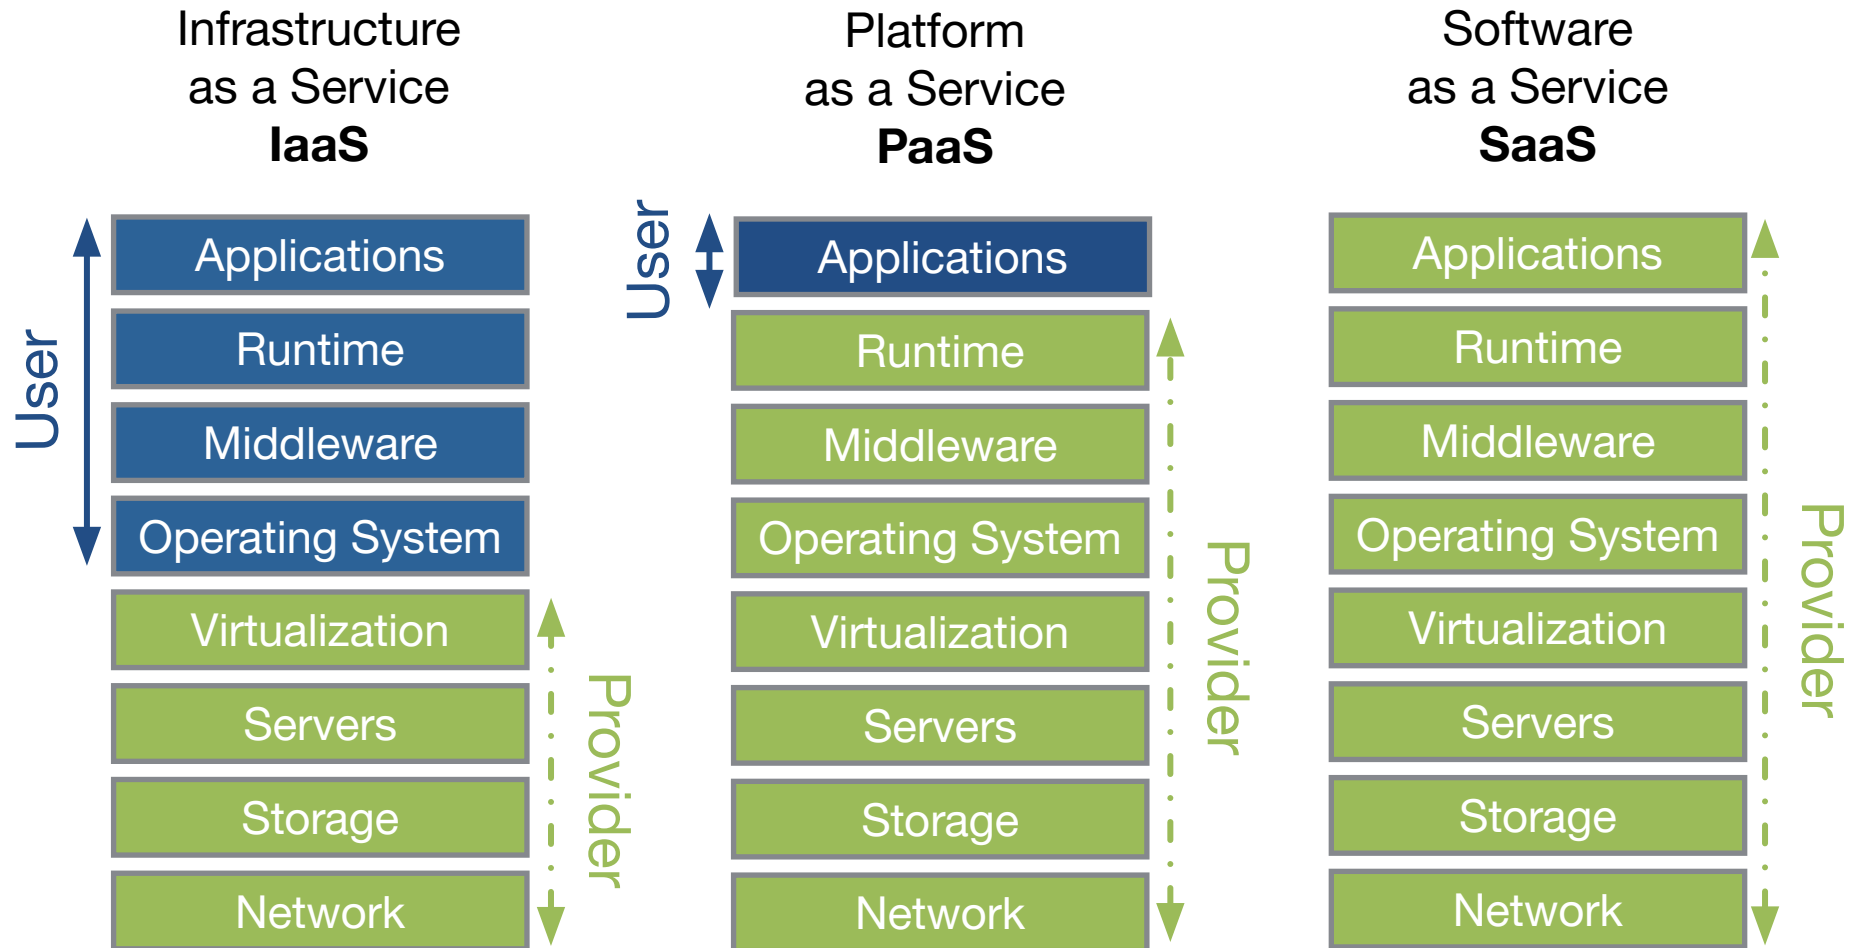 Infrastructure
as a Service
IaaS
User
Applications
Runtime
Middleware
Operating System
Virtualization
Servers
Storage
Network
Provider
Platform
as a Service
PaaS
User
Applications
Runtime
Middleware
Operating System
Virtualization
Servers
Storage
Network
Provider
Software
as a Service
SaaS
Applications
Runtime
Middleware
Operating System
Virtualization
Servers
Storage
Network
Provider